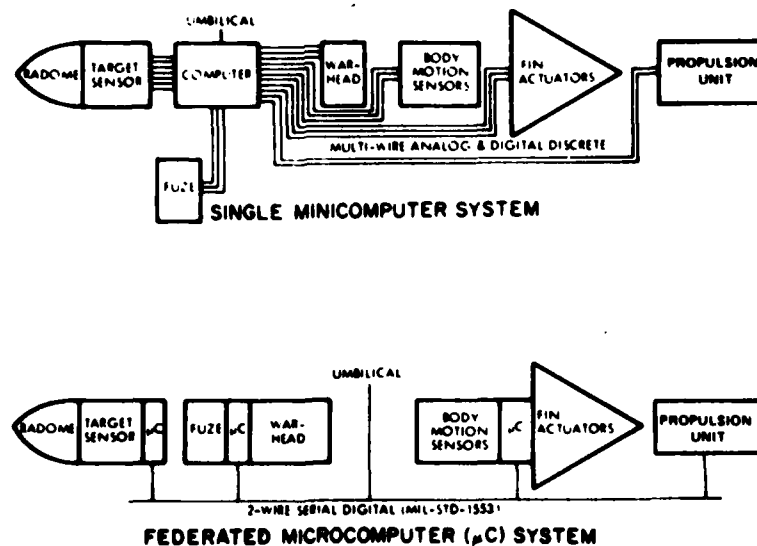 UMBILICAL
RADOME
TARGET
SENSOR
COMPUTER
WAR-
HEAD
BODY
MOTION
SENSORS
FIN
ACTUATORS
PROPULSION
UNIT
MULTI-WIRE ANALOG & DIGITAL DISCRETE
FUZE
SINGLE MINICOMPUTER SYSTEM
UMBILICAL
RADOME
TARGET
SENSOR
μC
FUZE
μC
WAR-
HEAD
BODY
MOTION
SENSORS
μC
FIN
ACTUATORS
PROPULSION
UNIT
2-WIRE SERIAL DIGITAL (MIL-STD-1553)
FEDERATED MICROCOMPUTER (μC) SYSTEM